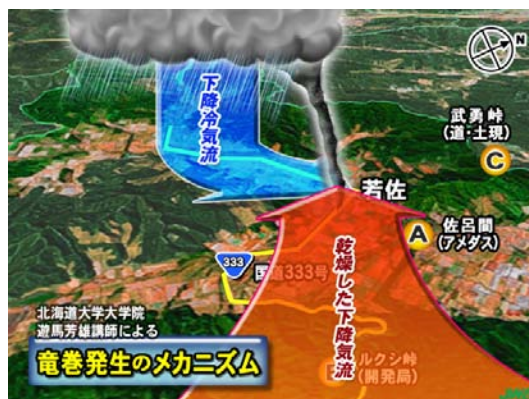 N
下降冷気流
武勇峠
(道・土現)
C
若佐
佐呂間
(アメダス)
A
333
国道333号
乾燥した下降気流
北海道大学大学院
遊馬芳雄講師による
竜巻発生のメカニズム
ルクシ峠
(開発局)